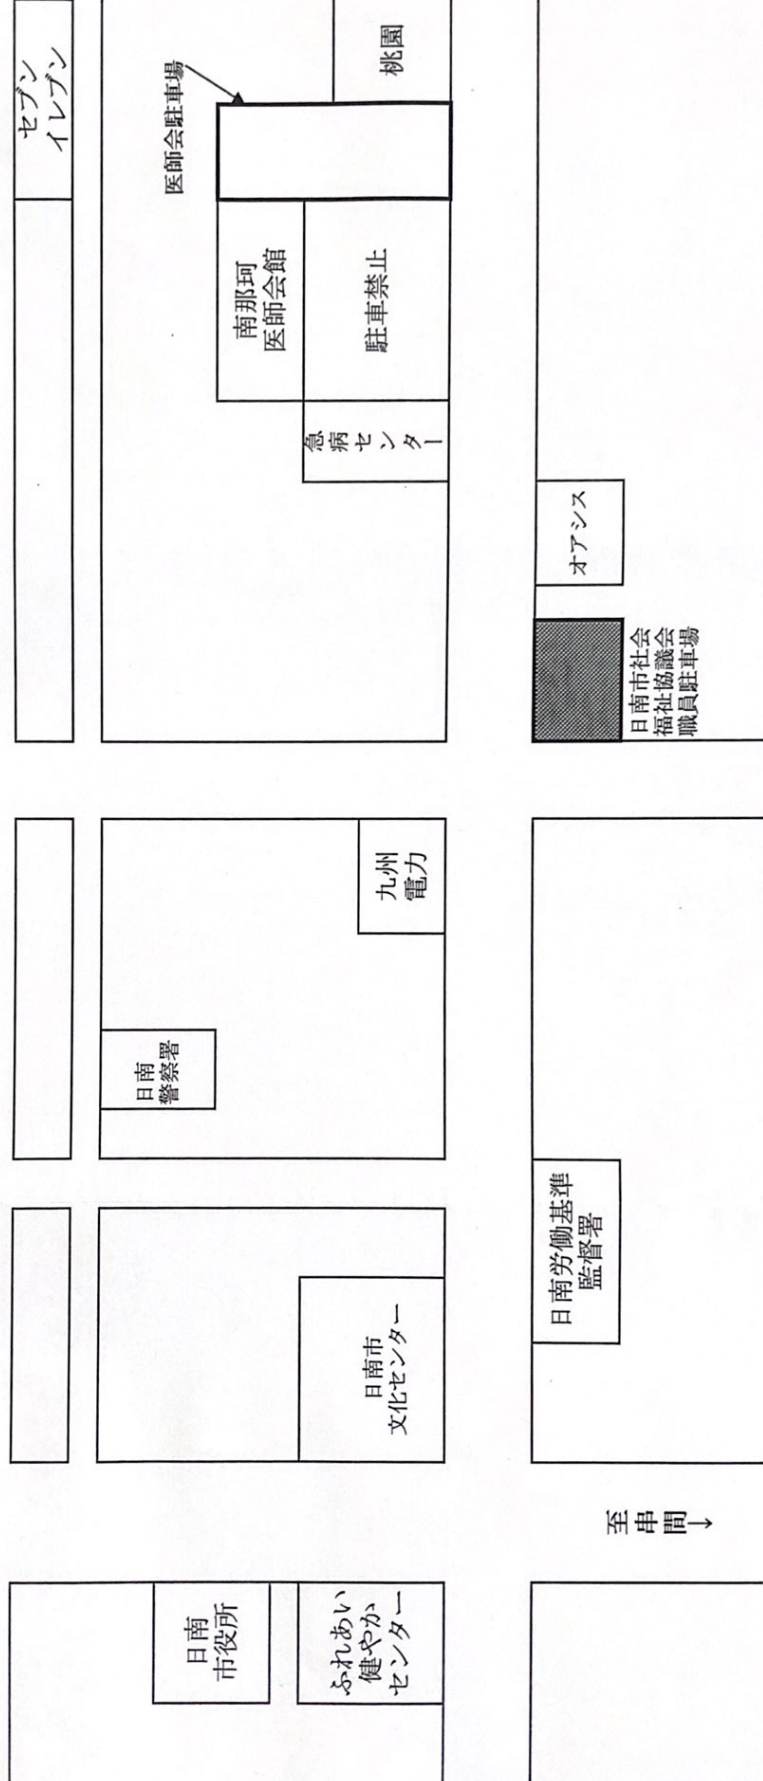 日南
市役所
ふれあい
健やか
センター
至串間→
日南市
文化センター
日南労働基準
監督署
日南
警察署
九州
電力
日南市社会
福祉協議会
職員駐車場
オアシス
急病センター
南那珂
医師会館
駐車禁止
医師会駐車場
桃園
セブン
イレブン